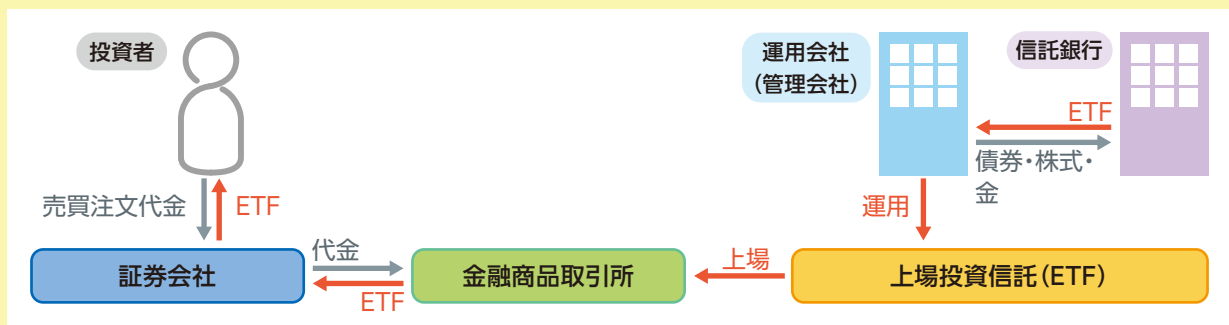 投資者
運用会社
(管理会社)
信託銀行
ETF
債券・株式・
金
売買注文代金
ETF
運用
証券会社
代金
ETF
金融商品取引所
上場
上場投資信託(ETF)